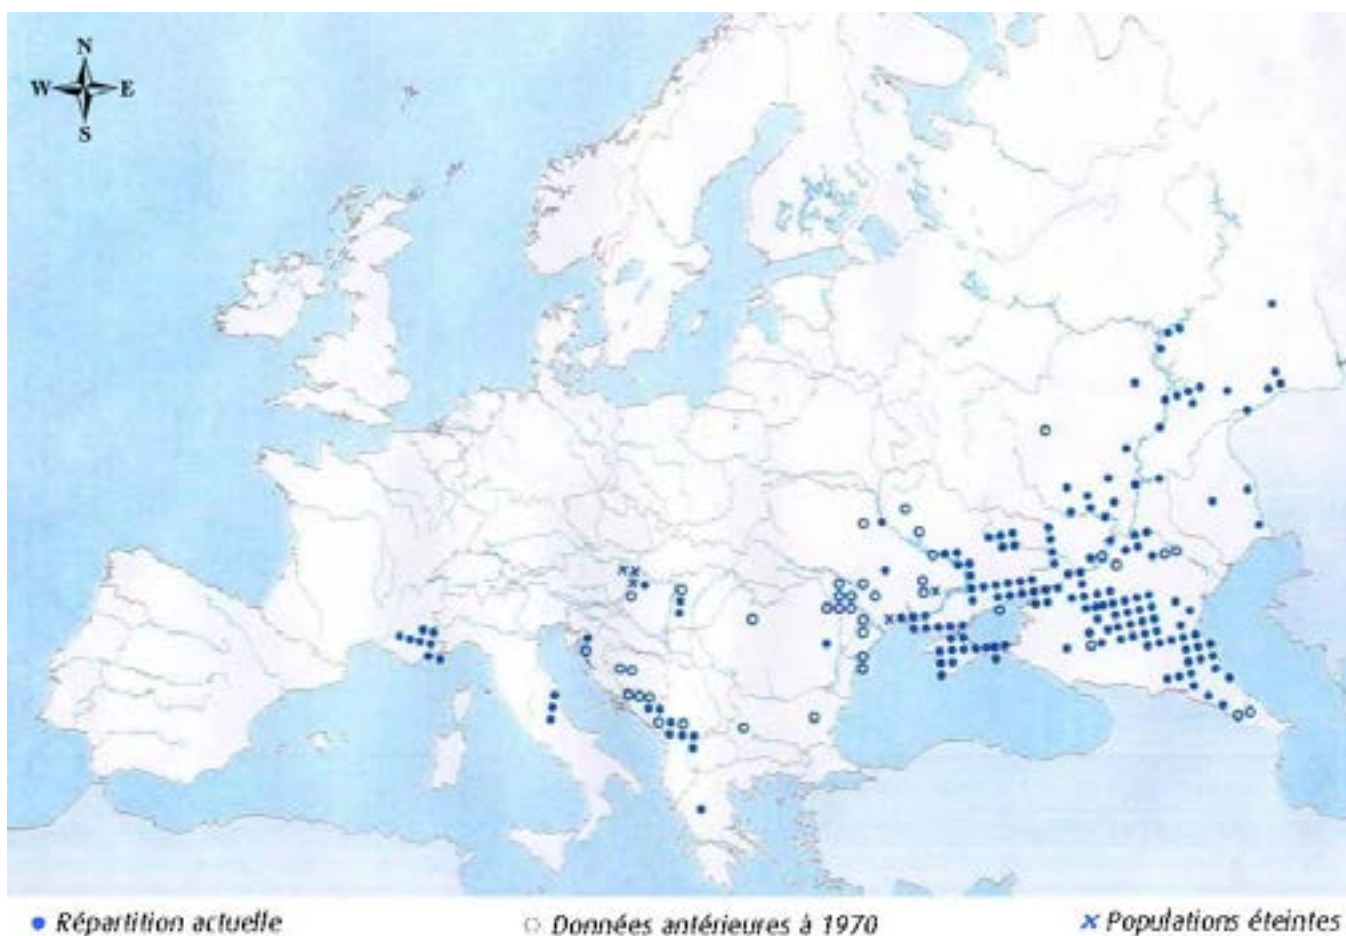 N
W E
S
Répartition actuelle Données antérieures à 1970 Populations éteintes